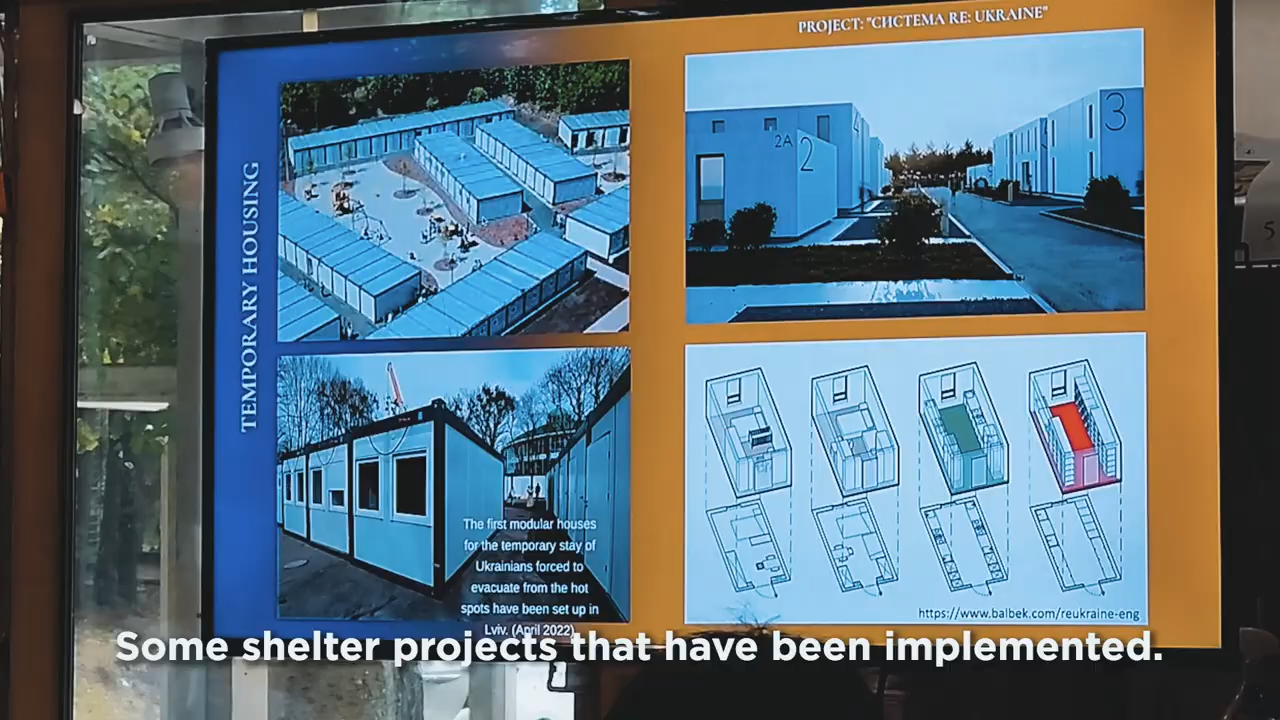 PROJECT: "СИСТЕМА RE: UKRAINE"
TEMPORARY HOUSING
2A
2
4
3
5
The first modular houses
for the temporary stay of
Ukrainians forced to
evacuate from the hot
spots have been set up in
Lviv. (April 2022)
https://www.balbek.com/reukraine-eng
Some shelter projects that have been implemented.